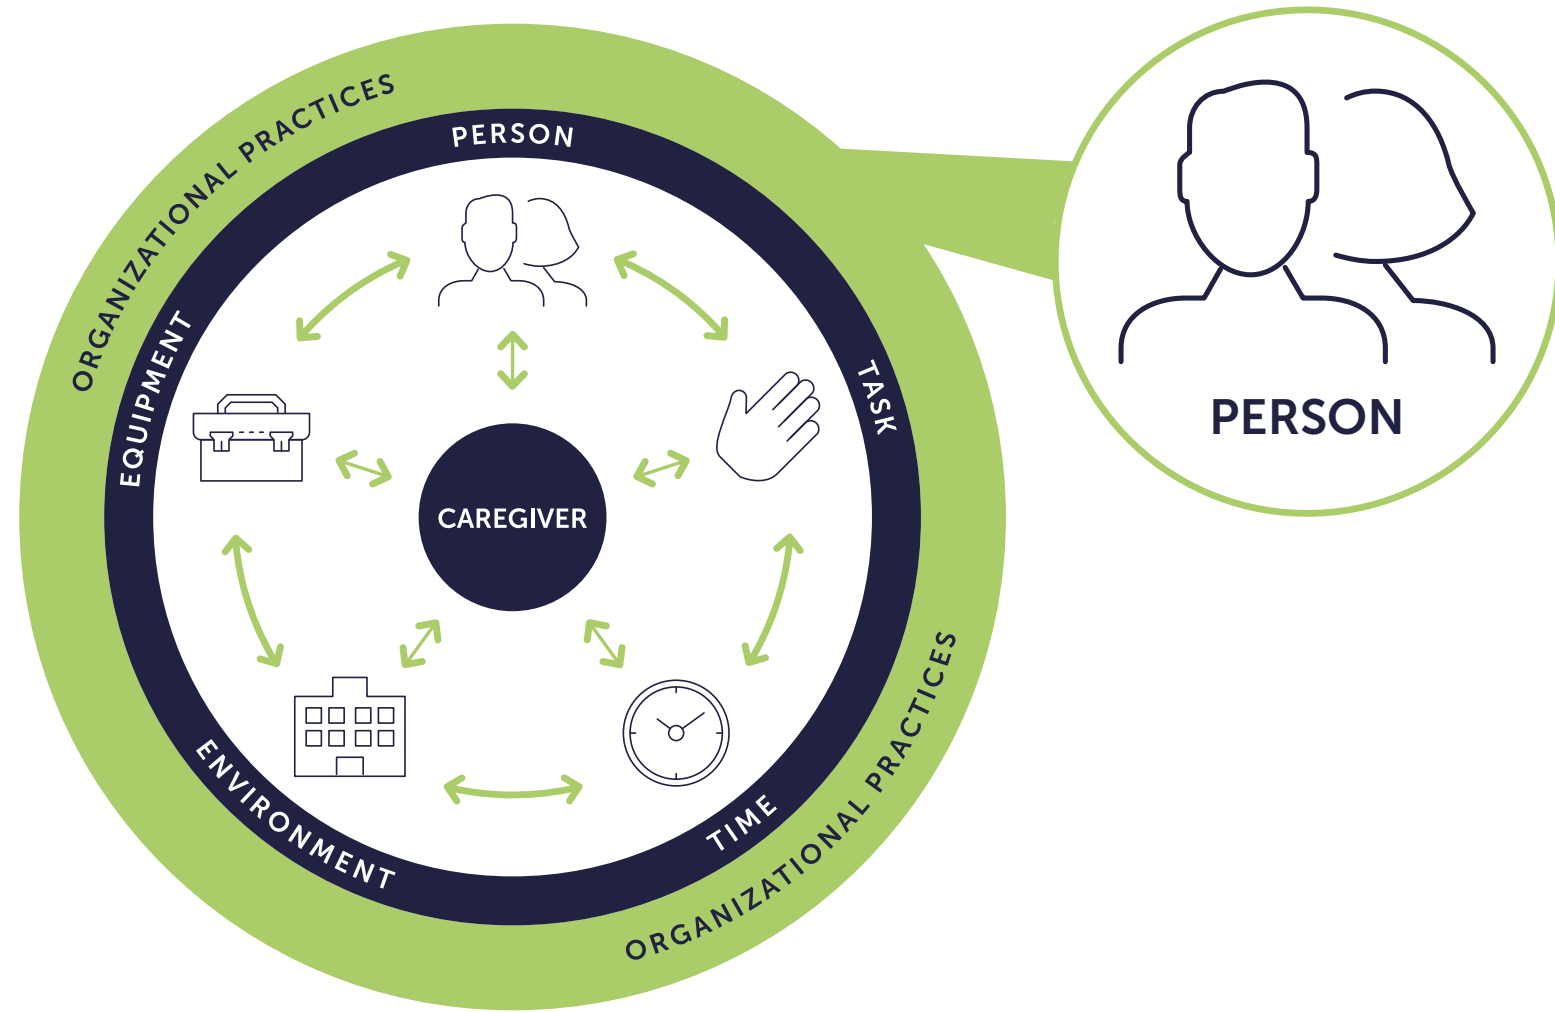 ORGANIZATIONAL PRACTICES
PERSON
TASK
EQUIPMENT
CAREGIVER
ENVIRONMENT
TIME
ORGANIZATIONAL PRACTICES
PERSON